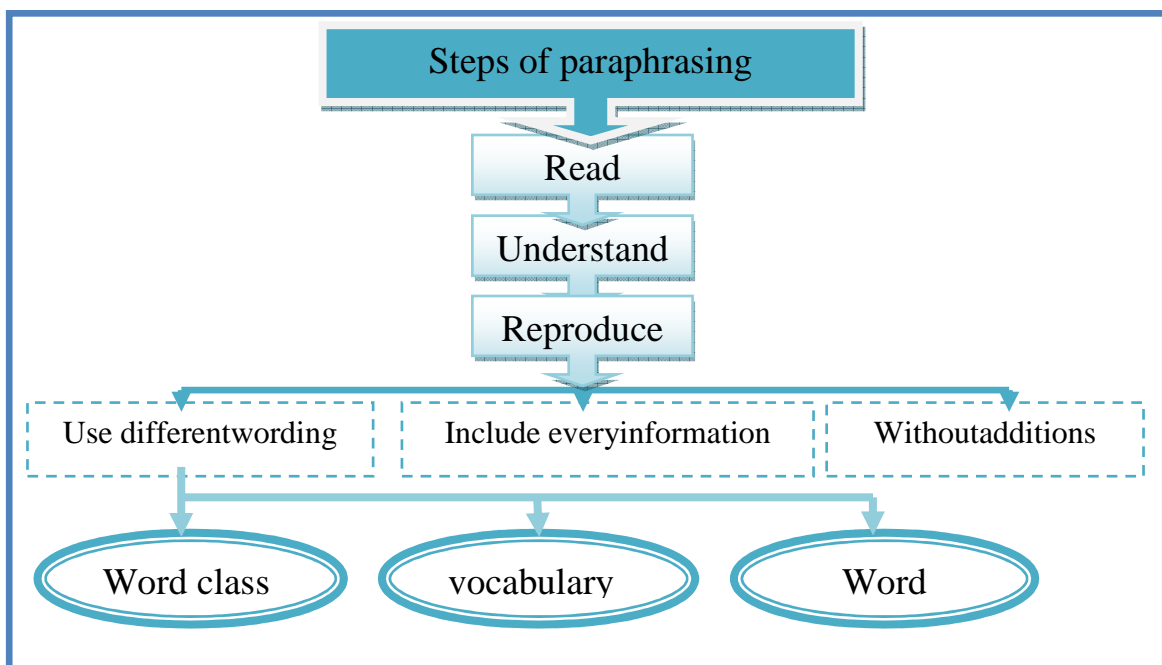 Steps of paraphrasing
Read
Understand
Reproduce
Use differentwording
Include everyinformation
Withoutadditions
Word class
vocabulary
Word